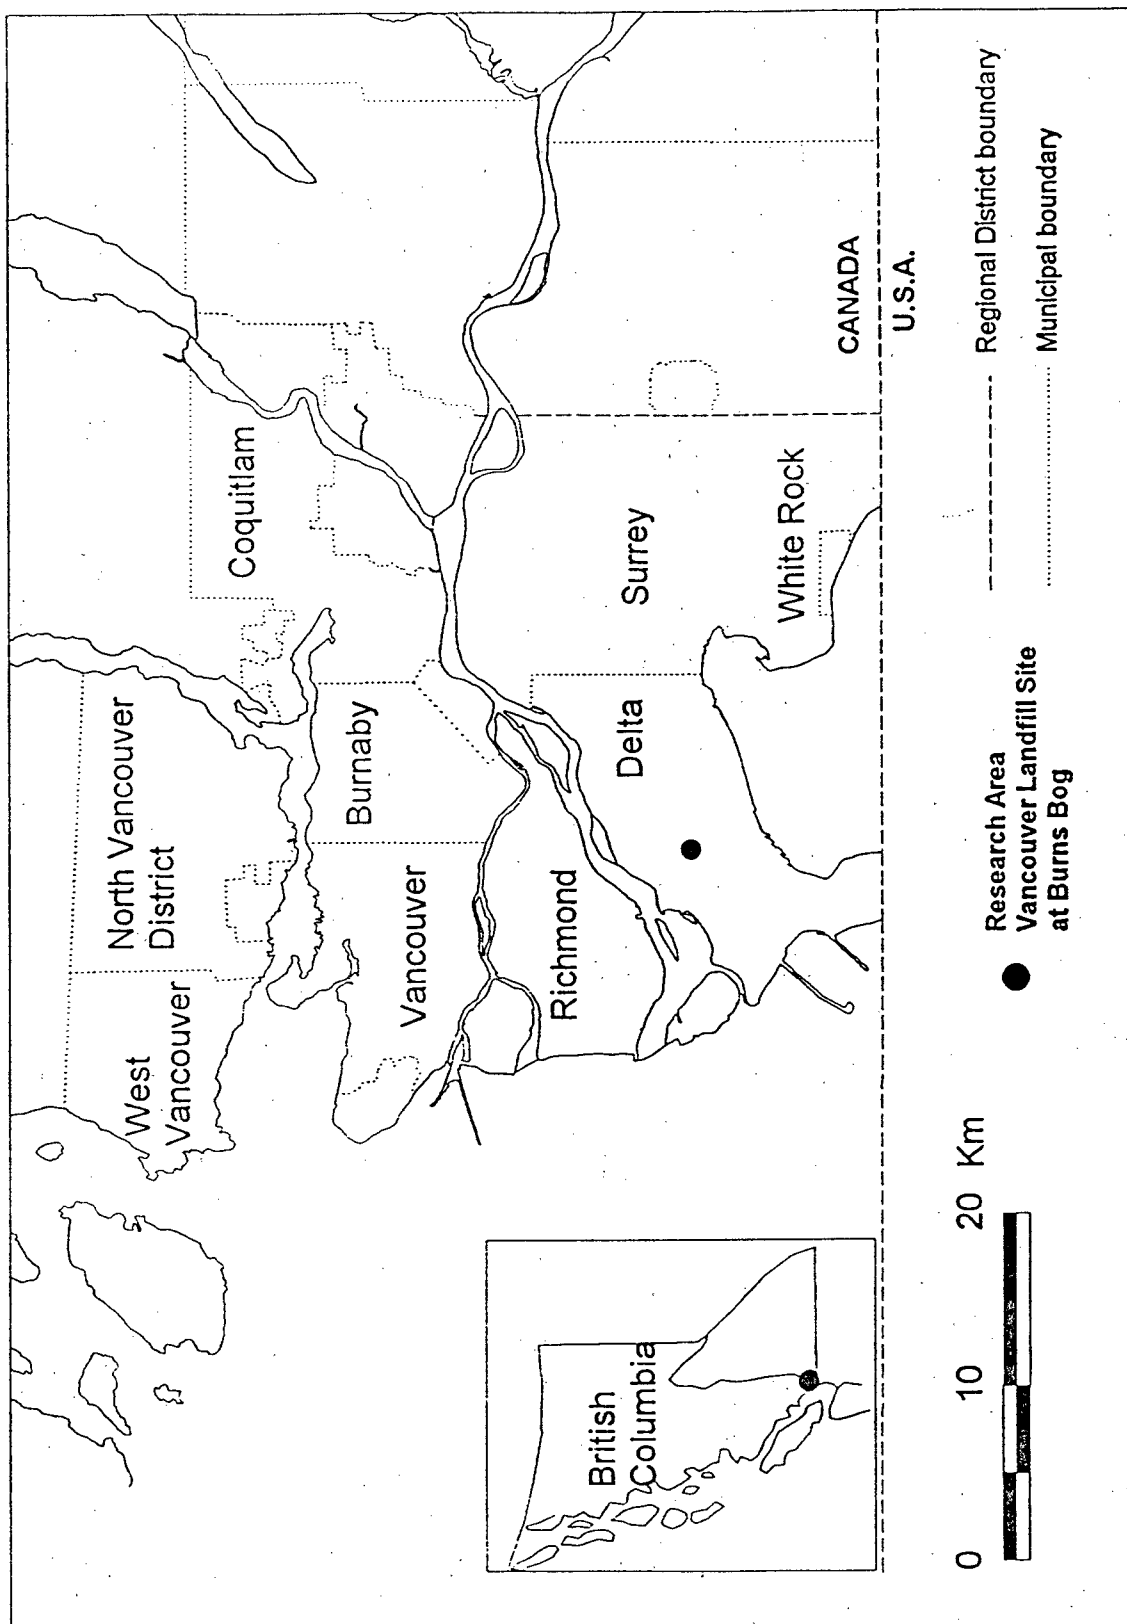 North Vancouver
District
West
Vancouver
Coquitlam
Burnaby
Vancouver
Richmond
Surrey
Delta
White Rock
CANADA
U.S.A.
British
Columbia
0 10 20 Km
Research Area
Vancouver Landfill Site
at Burns Bog
Regional District boundary
Municipal boundary